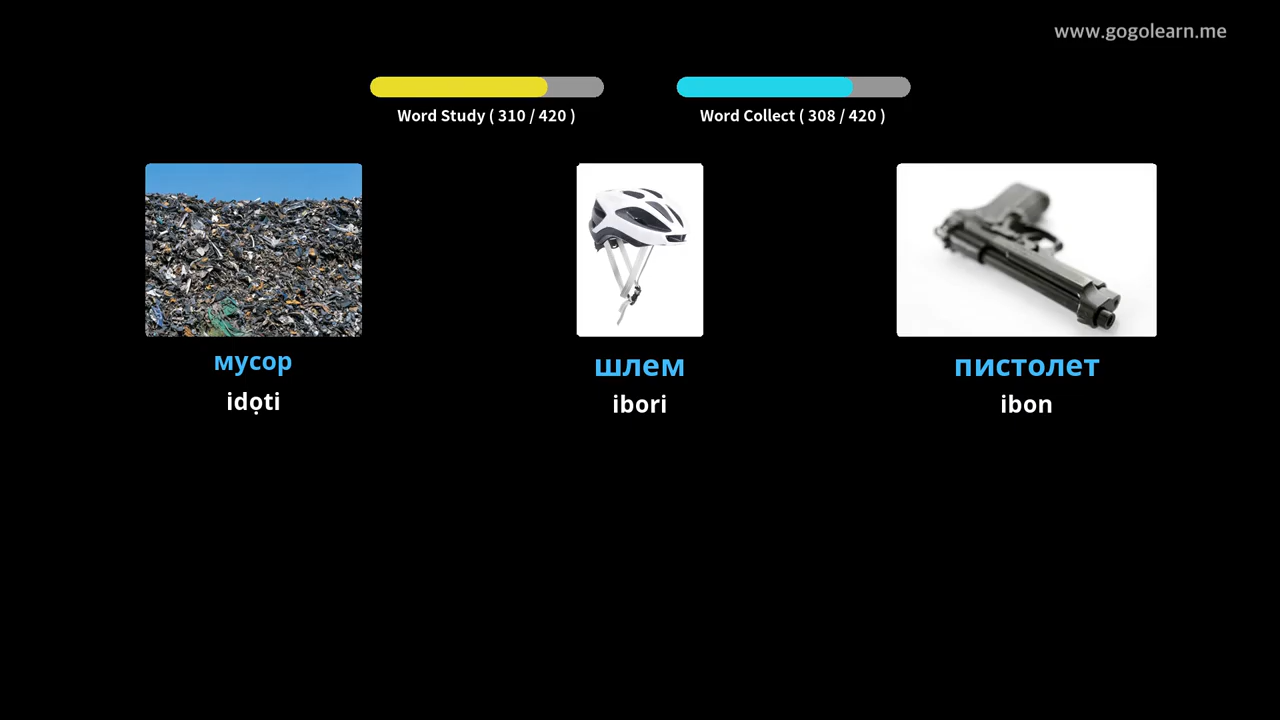 www.gogolearn.me
Word Study ( 310 / 420 )
Word Collect ( 308 / 420 )
мусор
шлем
пистолет
idọti
ibori
ibon